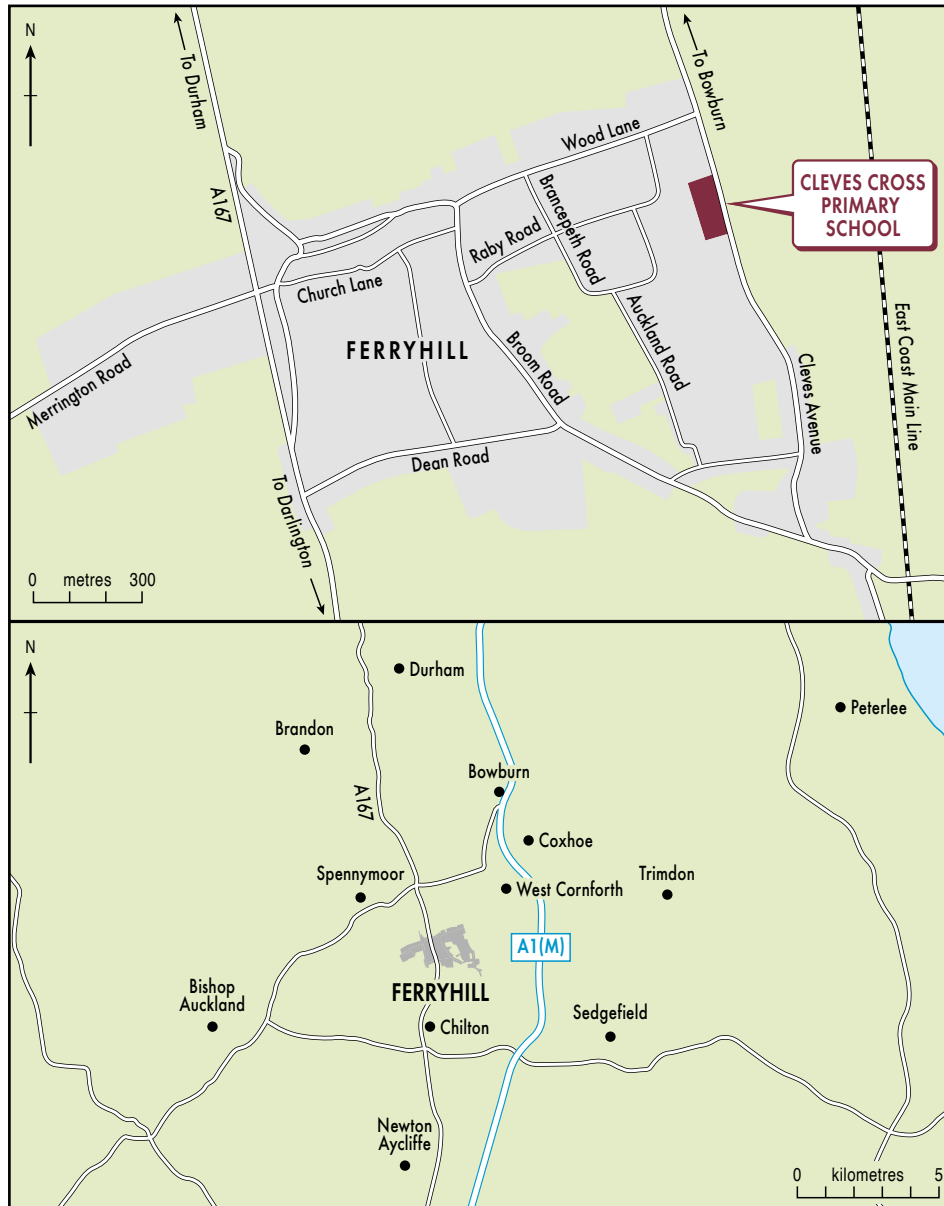 N
To Durham
A167
To Bowburn
Wood Lane
CLEVES CROSS
PRIMARY
SCHOOL
Brancepeth Road
Raby Road
Church Lane
FERRYHILL
Auckland Road
Broom Road
Merrington Road
Cleves Avenue
East Coast Main Line
Dean Road
To Darlington
0 metres 300
N
Durham
Peterlee
Brandon
Bowburn
A167
Coxhoe
Spennymoor
West Cornforth
Trimdon
A1(M)
Bishop
Auckland
FERRYHILL
Chilton
Sedgefield
Newton
Aycliffe
0 kilometres 5